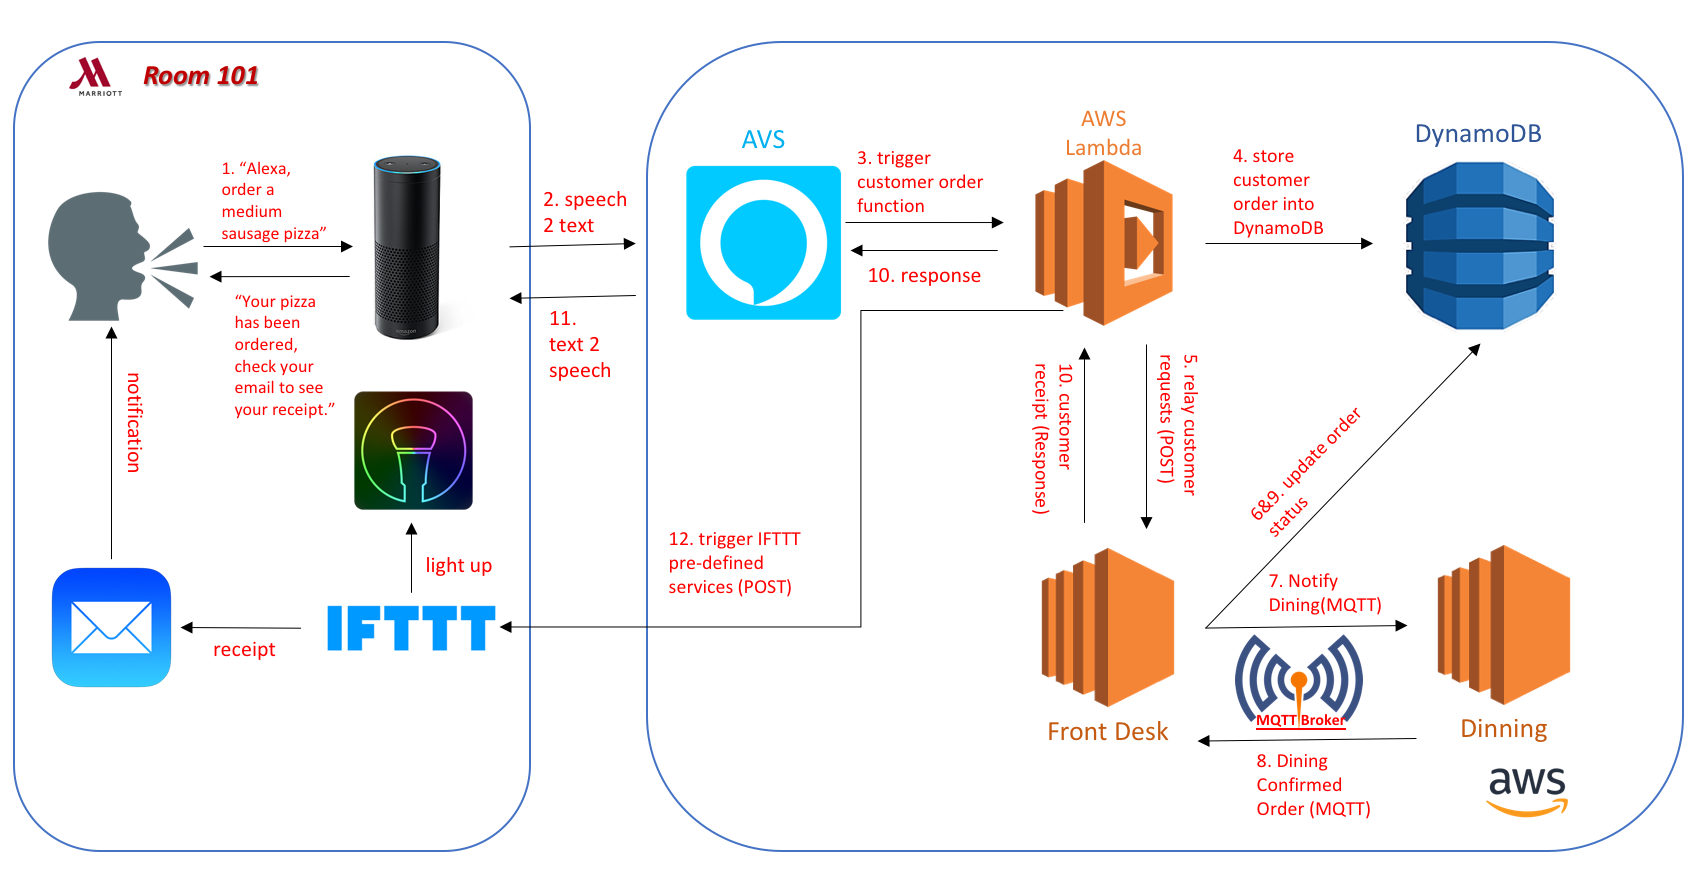 MARRIOTT
Room 101
1. “Alexa,
order a
medium
sausage pizza”
“Your pizza
has been
ordered,
check your
email to see
your receipt.”
notification
light up
IFTTT
receipt
2. speech
2 text
11.
text 2
speech
AVS
3. trigger
customer order
function
10. response
AWS
Lambda
4. store
customer
order into
DynamoDB
DynamoDB
10. customer
receipt (Response)
5. relay customer
requests (POST)
6&9. update order
status
12. trigger IFTTT
pre-defined
services (POST)
7. Notify
Dining(MQTT)
MQTT Broker
Front Desk
Dinning
8. Dining
Confirmed
Order (MQTT)
aws